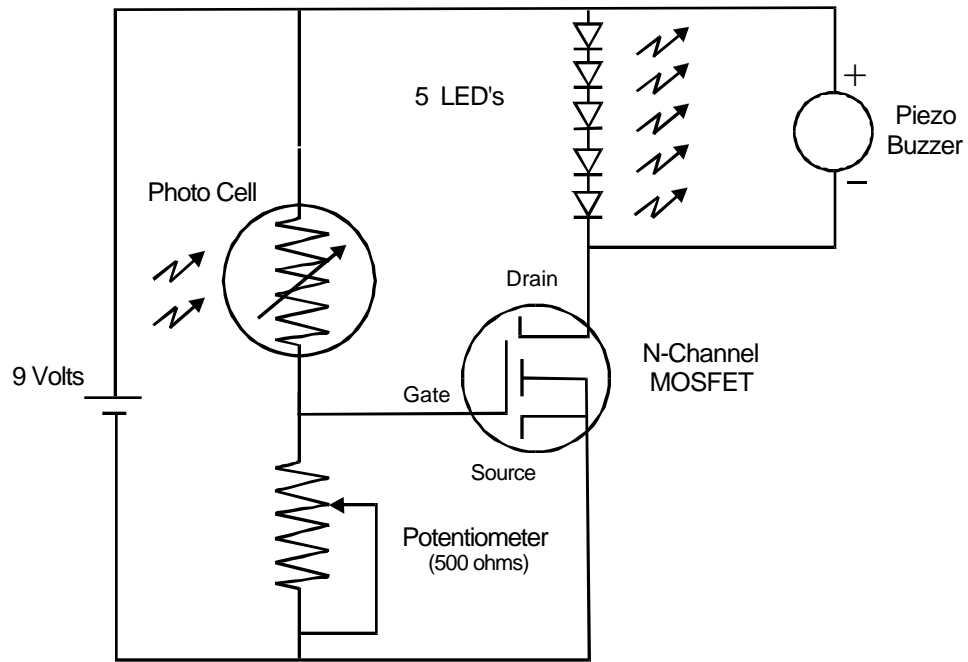 5 LED's
+
Piezo
Buzzer
−
Photo Cell
Drain
N-Channel
MOSFET
9 Volts
Gate
Source
Potentiometer
(500 ohms)